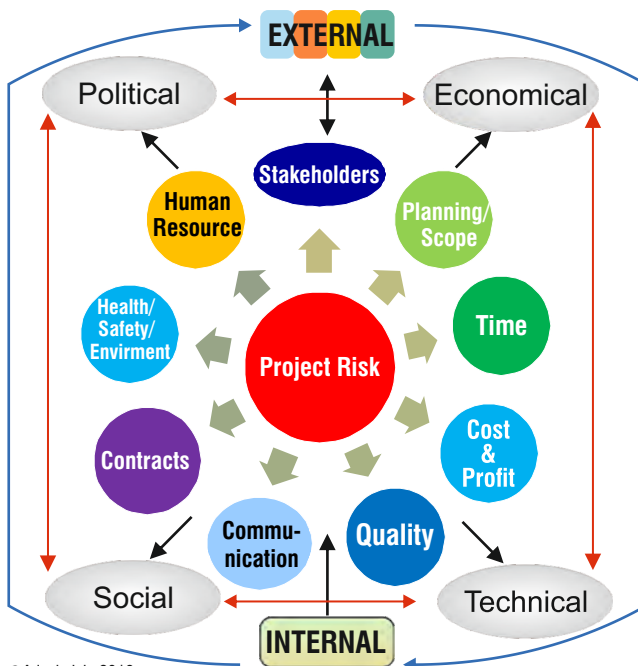 EXTERNAL
Political
Economical
Stakeholders
Human
Resource
Planning/
Scope
Health/
Safety/
Envirment
Time
Project Risk
Contracts
Cost
&
Profit
Commu-
nication
Quality
Social
Technical
INTERNAL